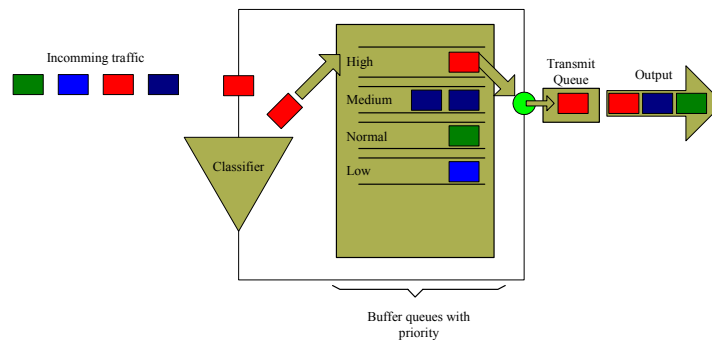 Incomming traffic
Classifier
High
Medium
Normal
Low
Transmit
Queue
Output
Buffer queues with
priority